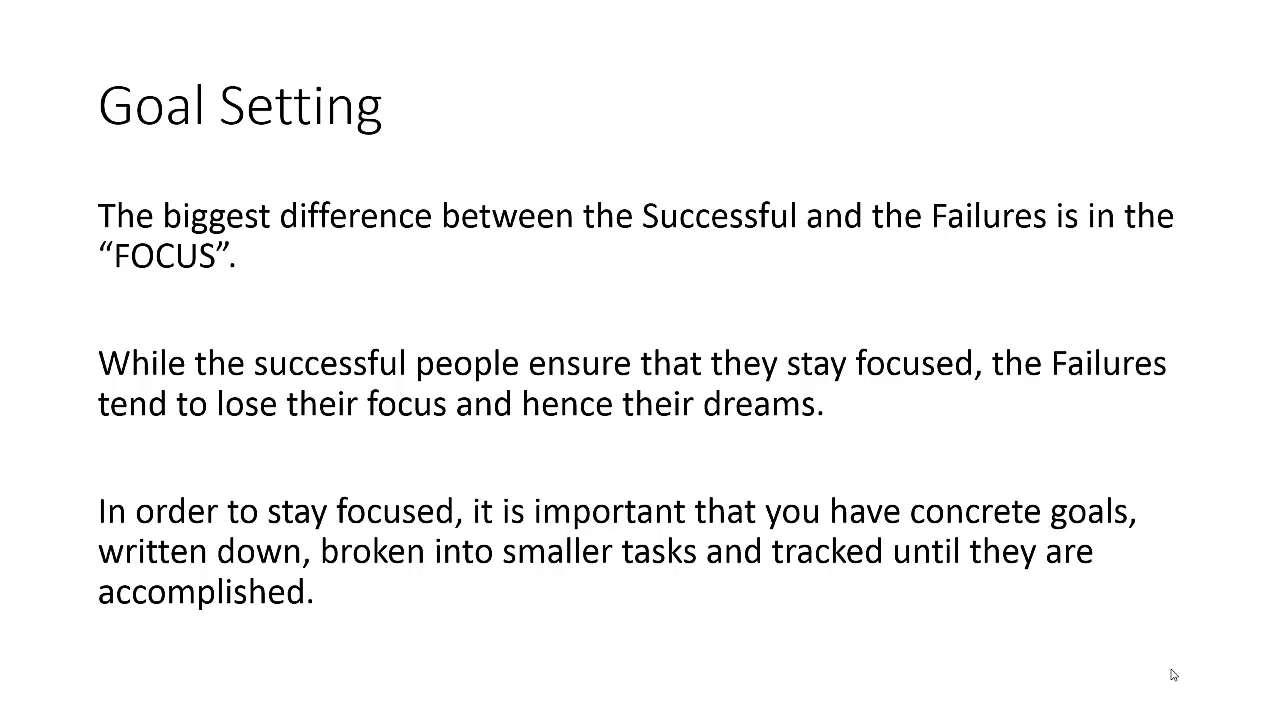 Goal Setting
The biggest difference between the Successful and the Failures is in the
“FOCUS”.
While the successful people ensure that they stay focused, the Failures
tend to lose their focus and hence their dreams.
In order to stay focused, it is important that you have concrete goals,
written down, broken into smaller tasks and tracked until they are
accomplished.